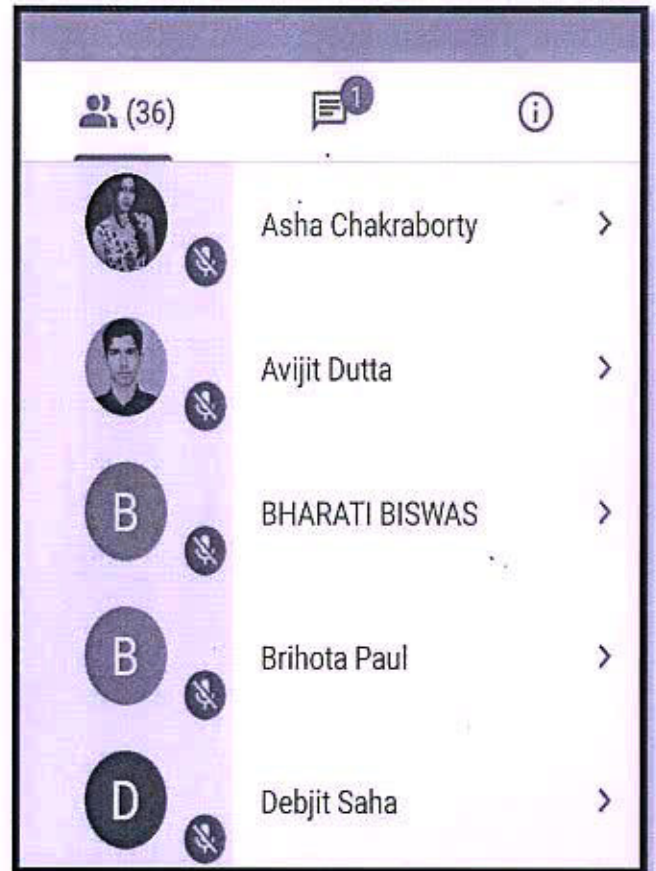 (36)
1
Asha Chakraborty
Avijit Dutta
B
BHARATI BISWAS
B
Brihota Paul
D
Debjit Saha